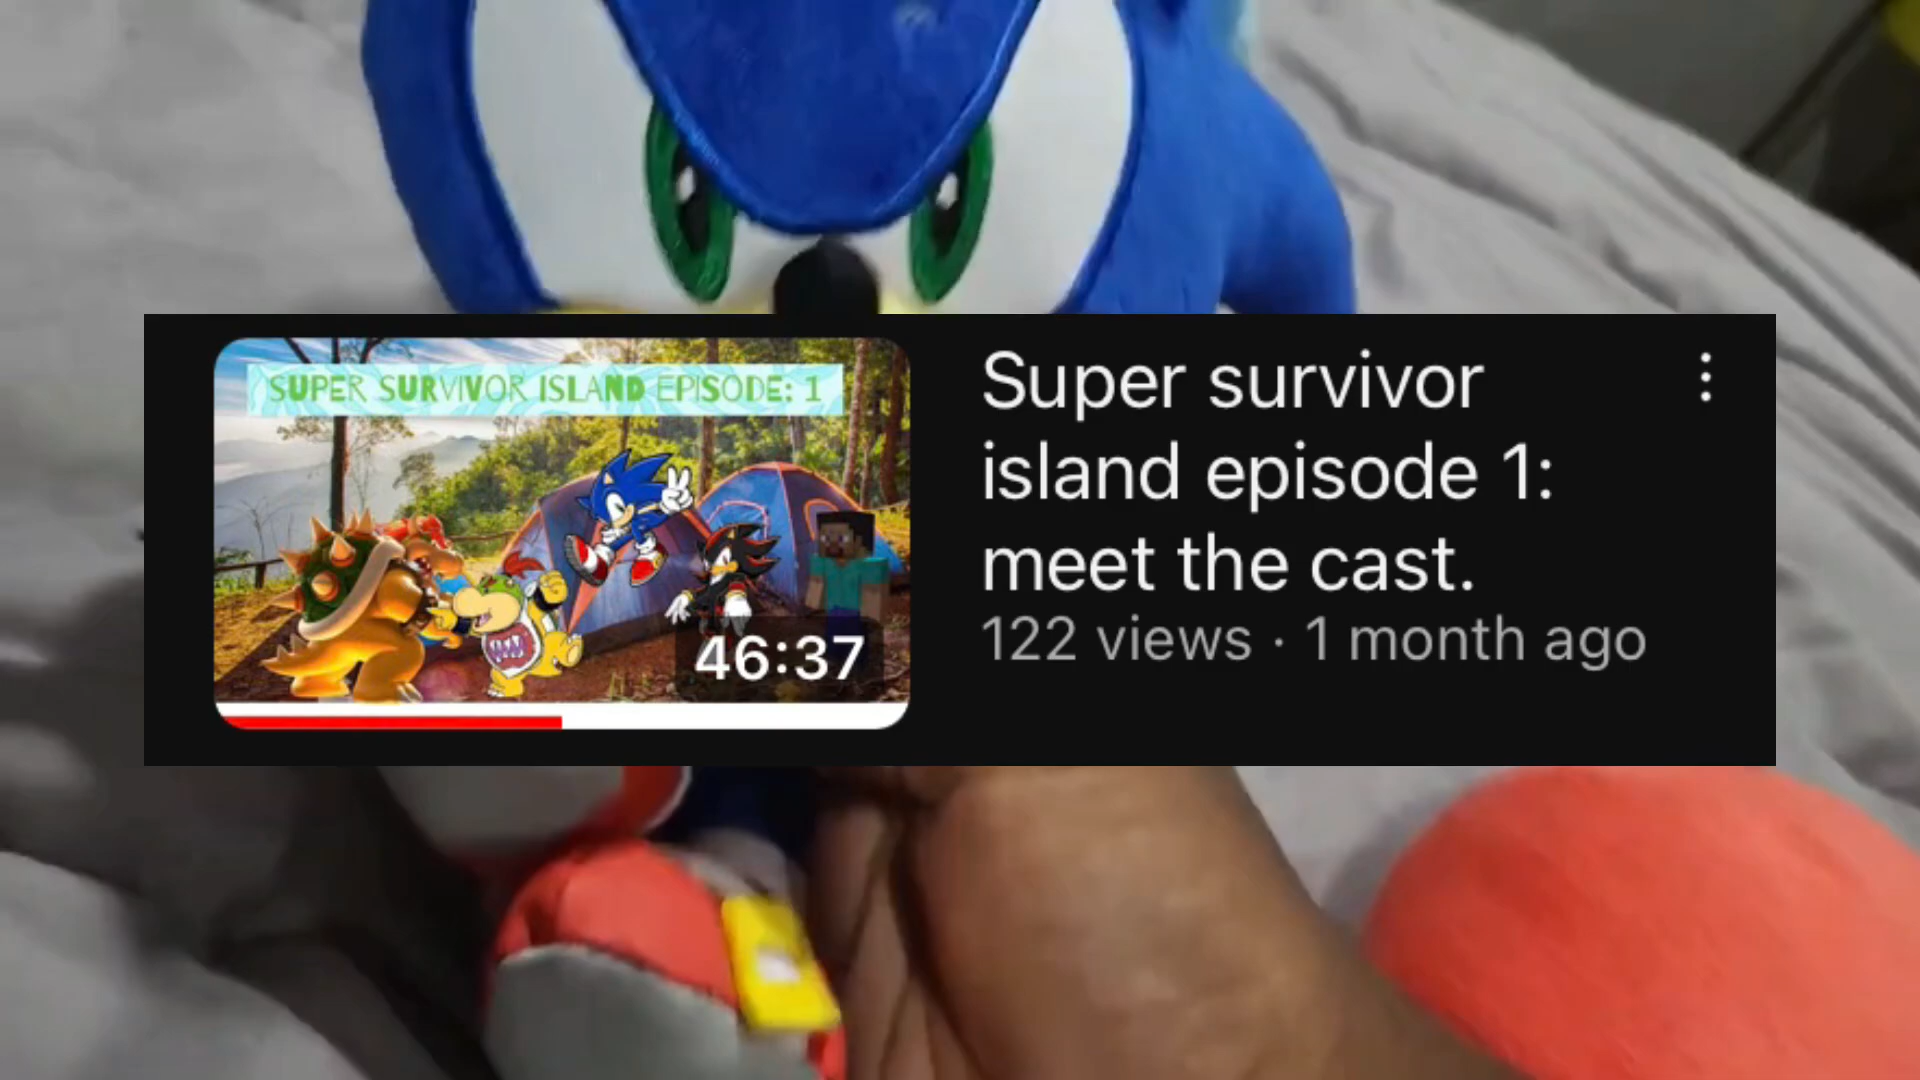 SUPER SURVIVOR ISLAND EPISODE: 1
46:37
Super survivor
island episode 1:
meet the cast.
122 views · 1 month ago